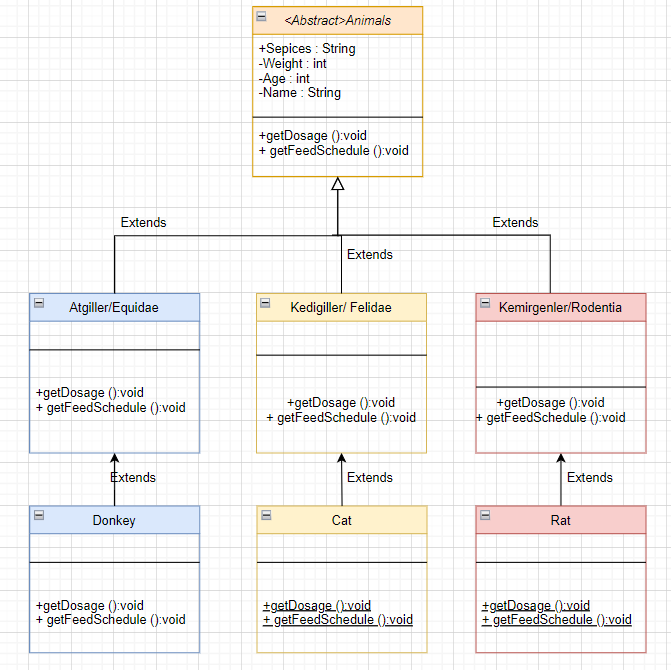 <Abstract>Animals
+Sepices : String
-Weight : int
-Age : int
-Name : String
+getDosage ():void
+ getFeedSchedule ():void
Extends
Extends
Extends
Atgiller/Equidae
Kedigiller/ Felidae
Kemirgenler/Rodentia
+getDosage ():void
+ getFeedSchedule ():void
+getDosage ():void
+ getFeedSchedule ():void
+getDosage ():void
+ getFeedSchedule ():void
Extends
Extends
Extends
Donkey
Cat
Rat
+getDosage ():void
+ getFeedSchedule ():void
+getDosage ():void
+ getFeedSchedule ():void
+getDosage ():void
+ getFeedSchedule ():void